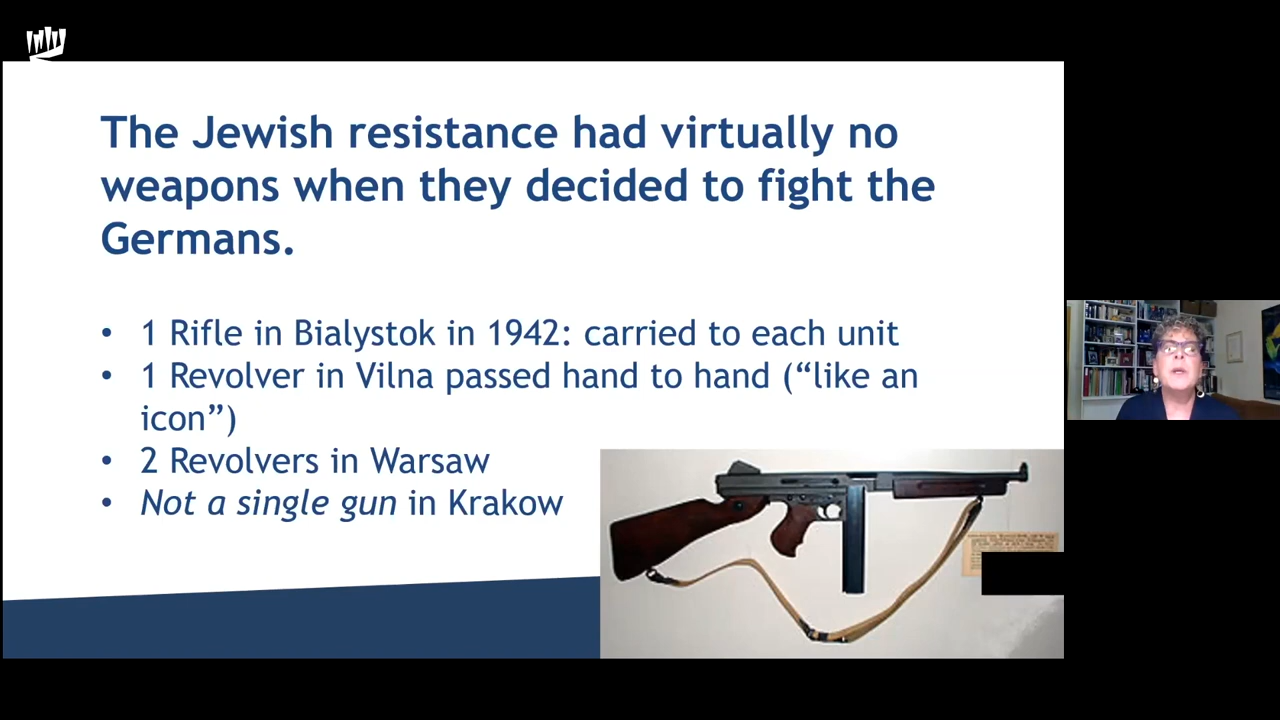 The Jewish resistance had virtually no
weapons when they decided to fight the
Germans.
• 1 Rifle in Bialystok in 1942: carried to each unit
• 1 Revolver in Vilna passed hand to hand (“like an
icon”)
• 2 Revolvers in Warsaw
• Not a single gun in Krakow